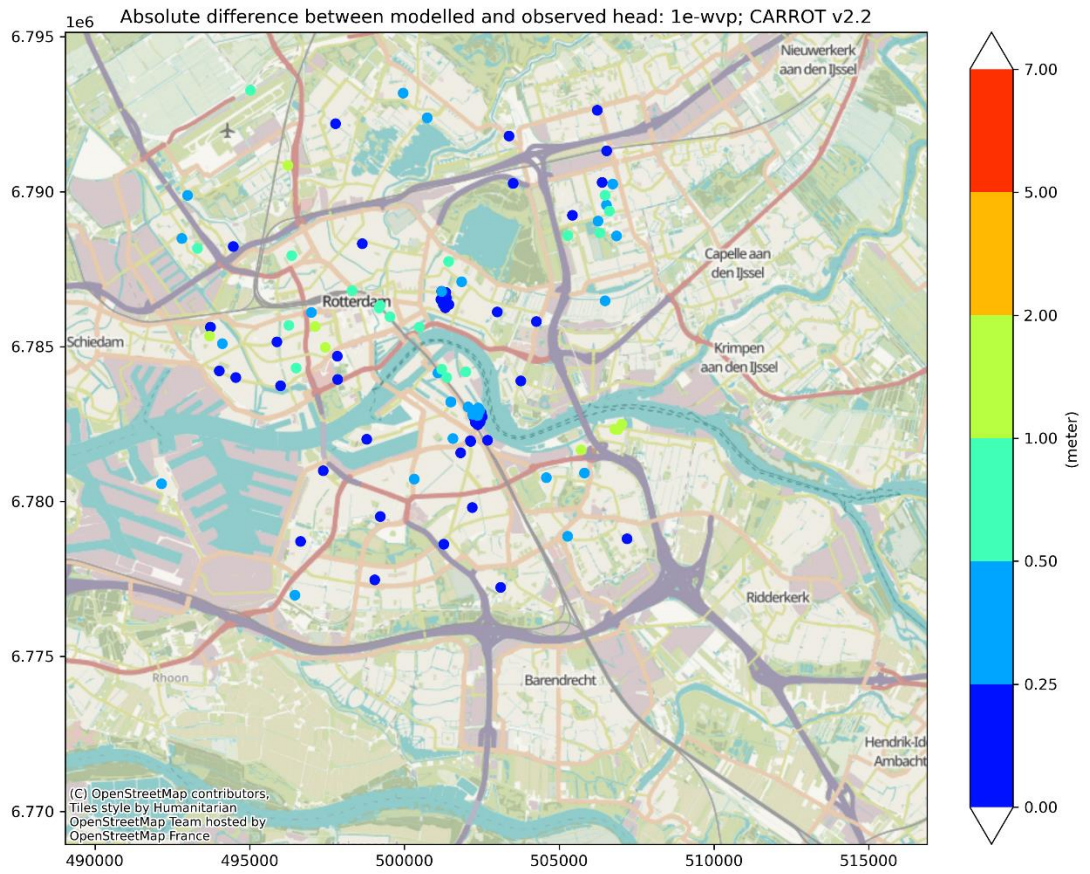 Absolute difference between modelled and observed head: 1e-wvp; CARROT v2.2
1e6
6.795
6.790
6.785
6.780
6.775
6.770
490000
495000
500000
505000
510000
515000
Nieuwerkerk
aan den IJssel
Capelle aan
den IJssel
Rotterdam
Schiedam
Krimpen
aan den IJssel
Ridderkerk
Rhoon
Barendrecht
Hendrik-Id
Ambacht
(C) OpenStreetMap contributors,
Tiles style by Humanitarian
OpenStreetMap Team hosted by
OpenStreetMap France
7.00
5.00
2.00
1.00
0.50
0.25
0.00
(meter)